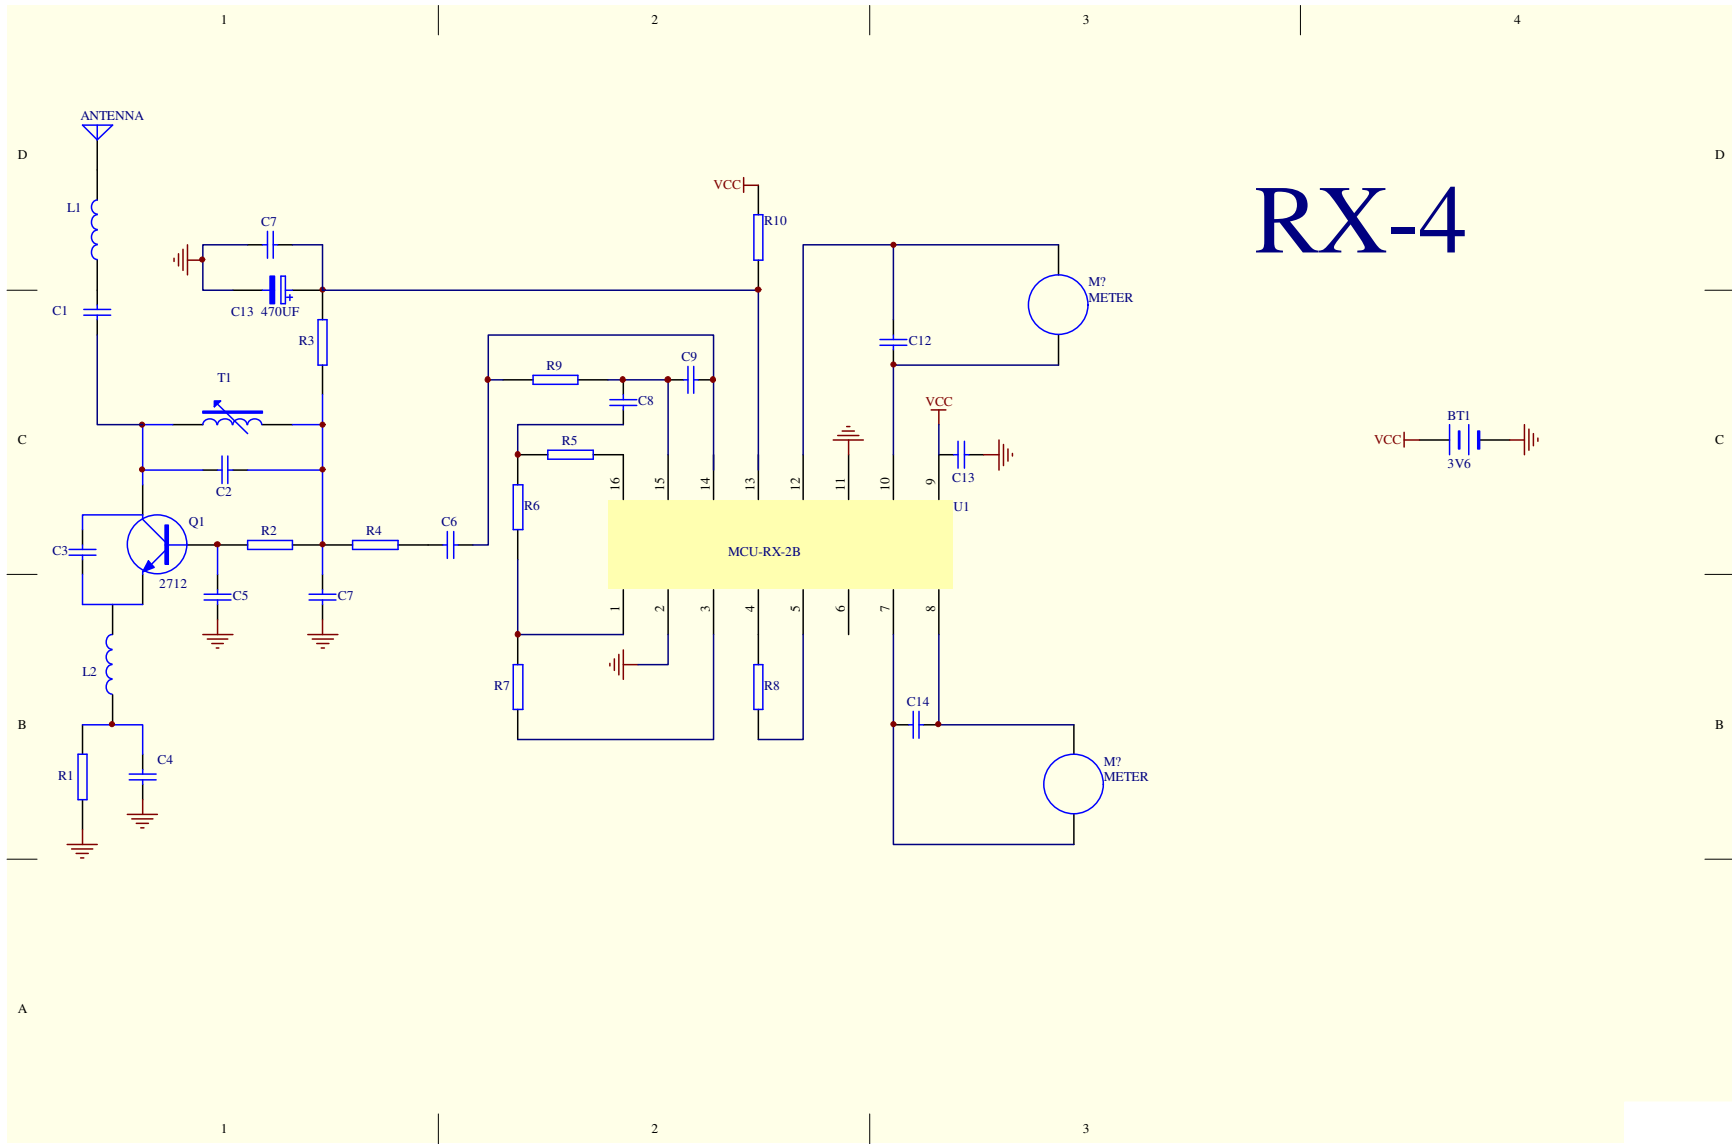 1 2 3 4
ANTENNA
D D
VCC
RX-4
L1
C7
R10
M?
METER
C1
C13 470UF
R3
C12
R9
C9
T1
C8
VCC
BT1
C
R5
VCC
C
3V6
C2
16 15 14 13 12 11 10 9
C13
R6
U1
Q1
C6
R2
R4
C3
MCU-RX-2B
2712
C5
C7
1 2 3 4 5 6 7 8
L2
R7
R8
C14
B B
C4
M?
METER
R1
A
1 2 3